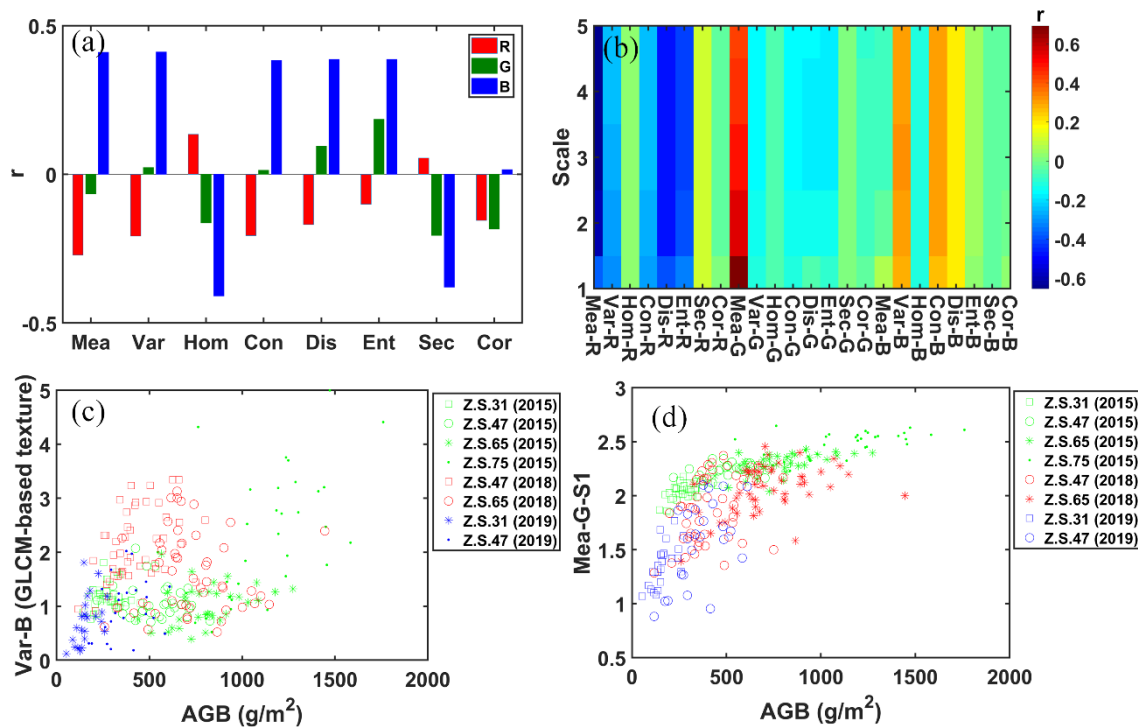 (a)
0.5
0
-0.5
r
R
G
B
Mea Var Hom Con Dis Ent Sec Cor
(b)
5
4
3
2
1
Scale
Mea-R
Var-R
Hom-R
Con-R
Dis-R
Ent-R
Sec-R
Cor-R
Mea-G
Var-G
Hom-G
Con-G
Dis-G
Ent-G
Sec-G
Cor-G
Mea-B
Var-B
Hom-B
Con-B
Dis-B
Ent-B
Sec-B
Cor-B
r
0.6
0.4
0.2
0
-0.2
-0.4
-0.6
(c)
5
4
3
2
1
0
Var-B (GLCM-based texture)
0 500 1000 1500 2000
AGB (g/m²)
Z.S.31 (2015)
Z.S.47 (2015)
Z.S.65 (2015)
Z.S.75 (2015)
Z.S.47 (2018)
Z.S.65 (2018)
Z.S.31 (2019)
Z.S.47 (2019)
(d)
3
2.5
2
1.5
1
0.5
Mea-G-S1
0 500 1000 1500 2000
AGB (g/m²)
Z.S.31 (2015)
Z.S.47 (2015)
Z.S.65 (2015)
Z.S.75 (2015)
Z.S.47 (2018)
Z.S.65 (2018)
Z.S.31 (2019)
Z.S.47 (2019)